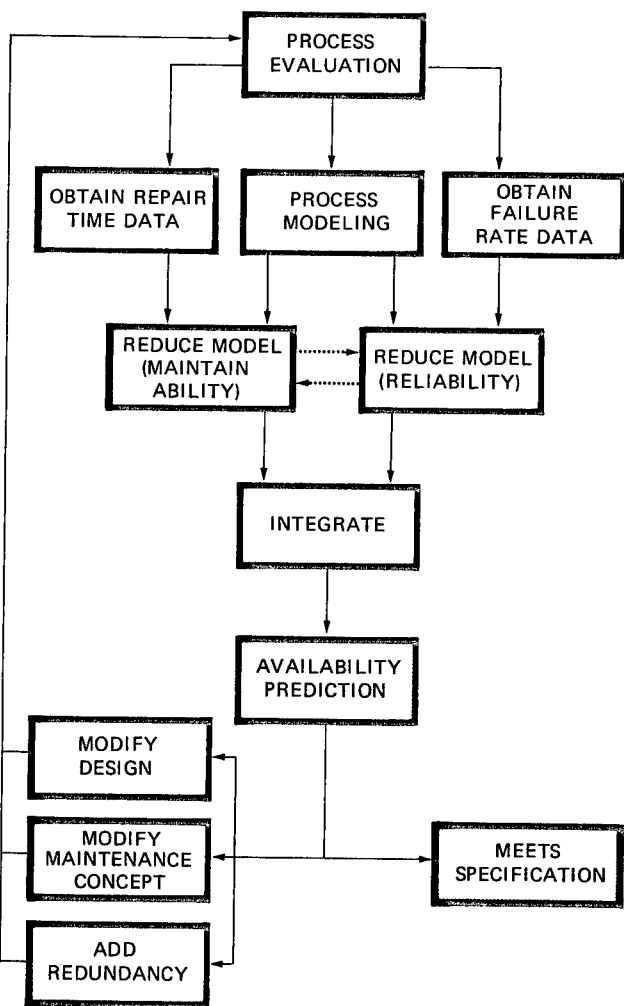 PROCESS
EVALUATION
OBTAIN REPAIR
TIME DATA
PROCESS
MODELING
OBTAIN
FAILURE
RATE DATA
REDUCE MODEL
(MAINTAIN
ABILITY)
REDUCE MODEL
(RELIABILITY)
INTEGRATE
AVAILABILITY
PREDICTION
MODIFY
DESIGN
MODIFY
MAINTENANCE
CONCEPT
MEETS
SPECIFICATION
ADD
REDUNDANCY